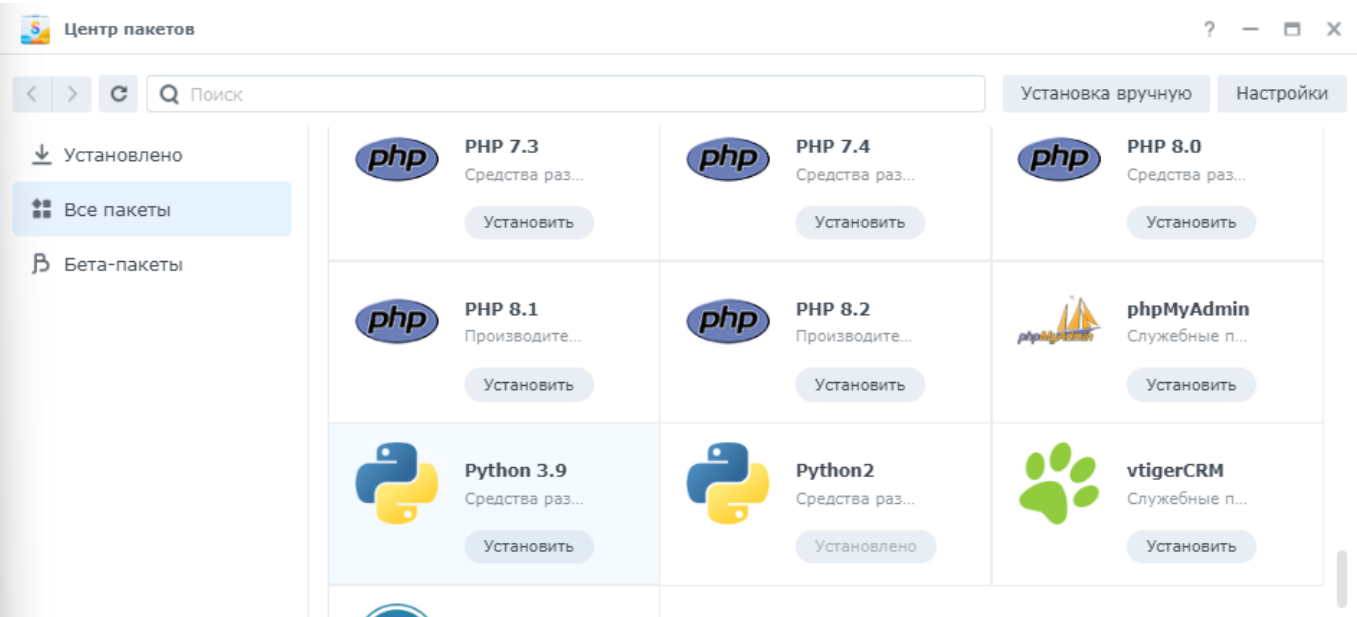 Центр пакетов
Поиск
Установка вручную
Настройки
Установлено
Все пакеты
Бета-пакеты
php
PHP 7.3
Средства раз...
Установить
php
PHP 7.4
Средства раз...
Установить
php
PHP 8.0
Средства раз...
Установить
php
PHP 8.1
Производите...
Установить
php
PHP 8.2
Производите...
Установить
phpMyAdmin
phpMyAdmin
Служебные п...
Установить
Python 3.9
Средства раз...
Установить
Python2
Средства раз...
Установлено
vtigerCRM
Служебные п...
Установить